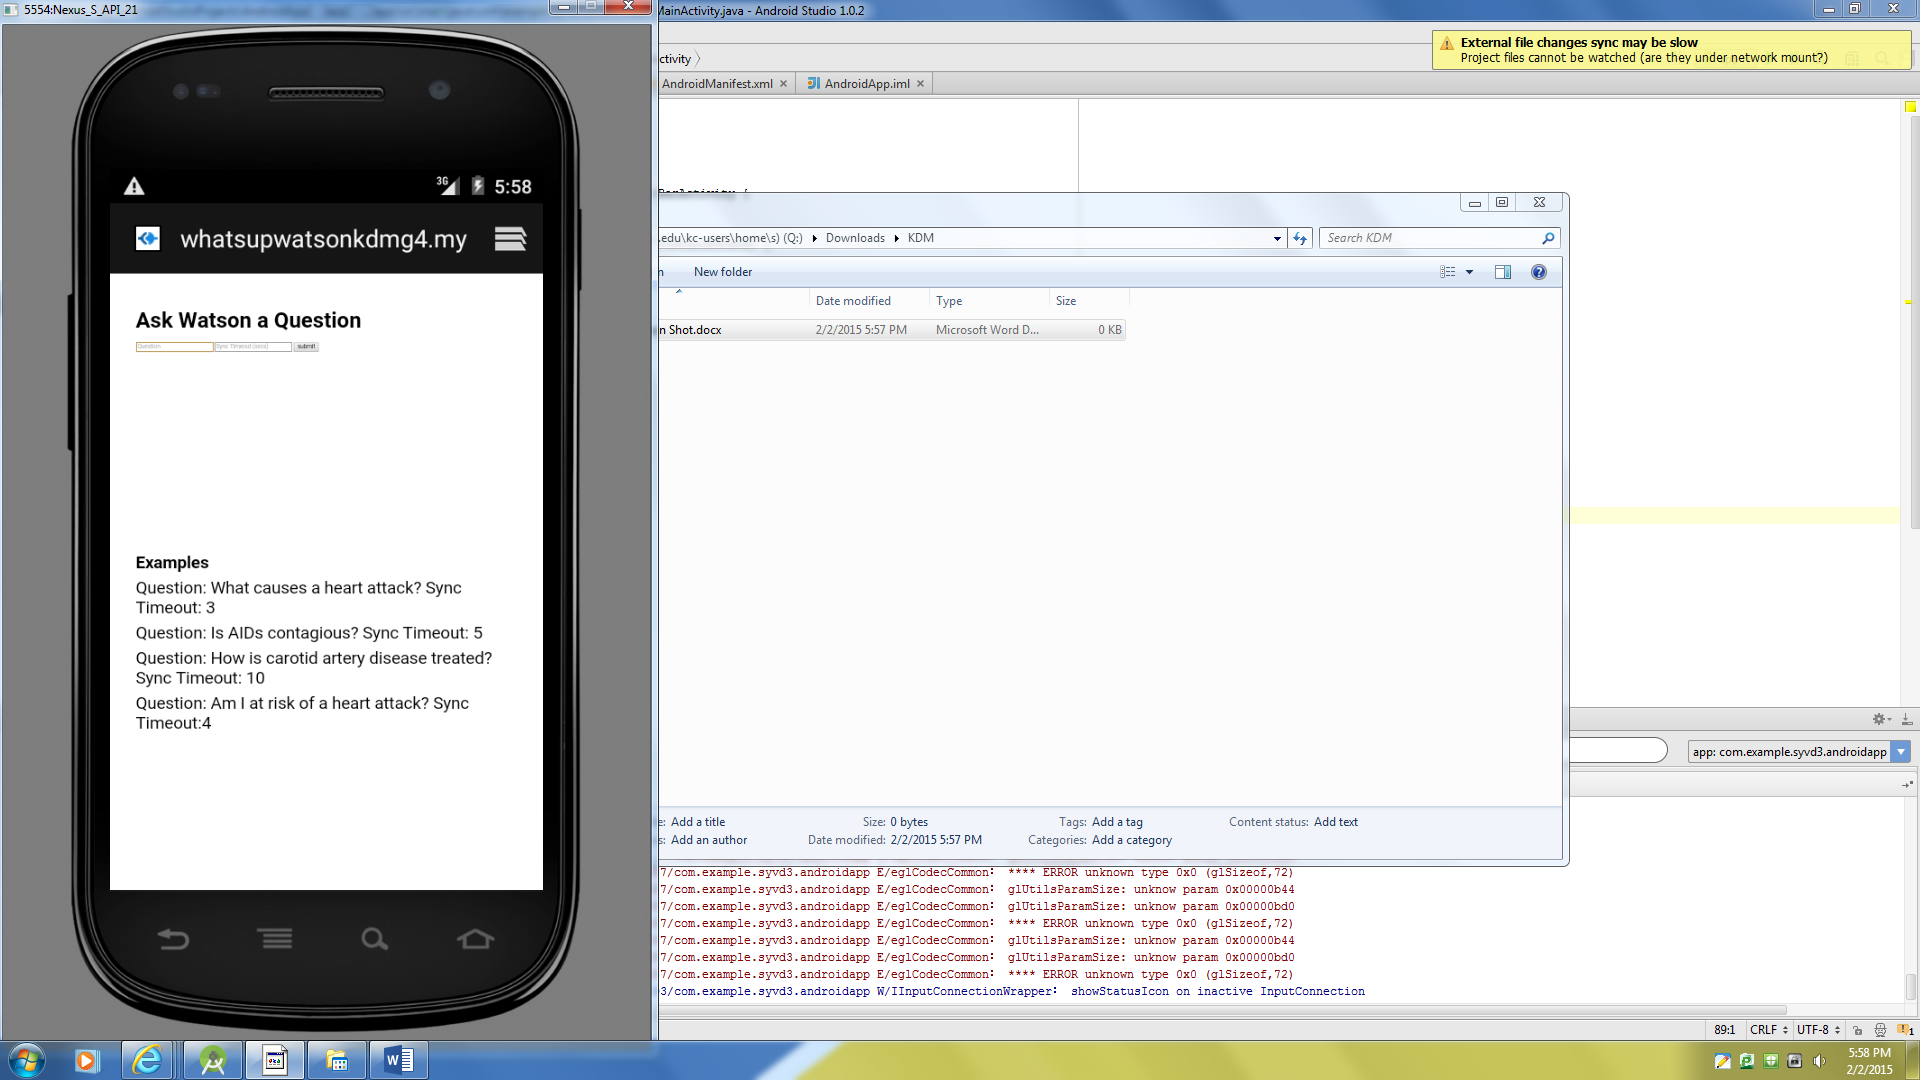 5554:Nexus_S_API_21
MainActivity.java - Android Studio 1.0.2
ctivity
External file changes sync may be slow
Project files cannot be watched (are they under network mount?)
AndroidManifest.xml
AndroidApp.iml
3G 5:58
whatsupwatsonkdmg4.my
Ask Watson a Question
Question Sync Timeout (secs) submit
Examples
Question: What causes a heart attack? Sync
Timeout: 3
Question: Is AIDs contagious? Sync Timeout: 5
Question: How is carotid artery disease treated?
Sync Timeout: 10
Question: Am I at risk of a heart attack? Sync
Timeout:4
.edu\kc-users\home\s) (Q:) Downloads KDM
Search KDM
n New folder
Date modified Type Size
n Shot.docx 2/2/2015 5:57 PM Microsoft Word D... 0 KB
e: Add a title Size: 0 bytes Tags: Add a tag Content status: Add text
s: Add an author Date modified: 2/2/2015 5:57 PM Categories: Add a category
app: com.example.syvd3.androidapp
7/com.example.syvd3.androidapp E/eglCodecCommon: **** ERROR unknown type 0x0 (glSizeof,72)
7/com.example.syvd3.androidapp E/eglCodecCommon: glUtilsParamSize: unknow param 0x00000b44
7/com.example.syvd3.androidapp E/eglCodecCommon: glUtilsParamSize: unknow param 0x00000bd0
7/com.example.syvd3.androidapp E/eglCodecCommon: **** ERROR unknown type 0x0 (glSizeof,72)
7/com.example.syvd3.androidapp E/eglCodecCommon: glUtilsParamSize: unknow param 0x00000b44
7/com.example.syvd3.androidapp E/eglCodecCommon: glUtilsParamSize: unknow param 0x00000bd0
7/com.example.syvd3.androidapp E/eglCodecCommon: **** ERROR unknown type 0x0 (glSizeof,72)
3/com.example.syvd3.androidapp W/IInputConnectionWrapper: showStatusIcon on inactive InputConnection
89:1 CRLF UTF-8 1
5:58 PM
2/2/2015